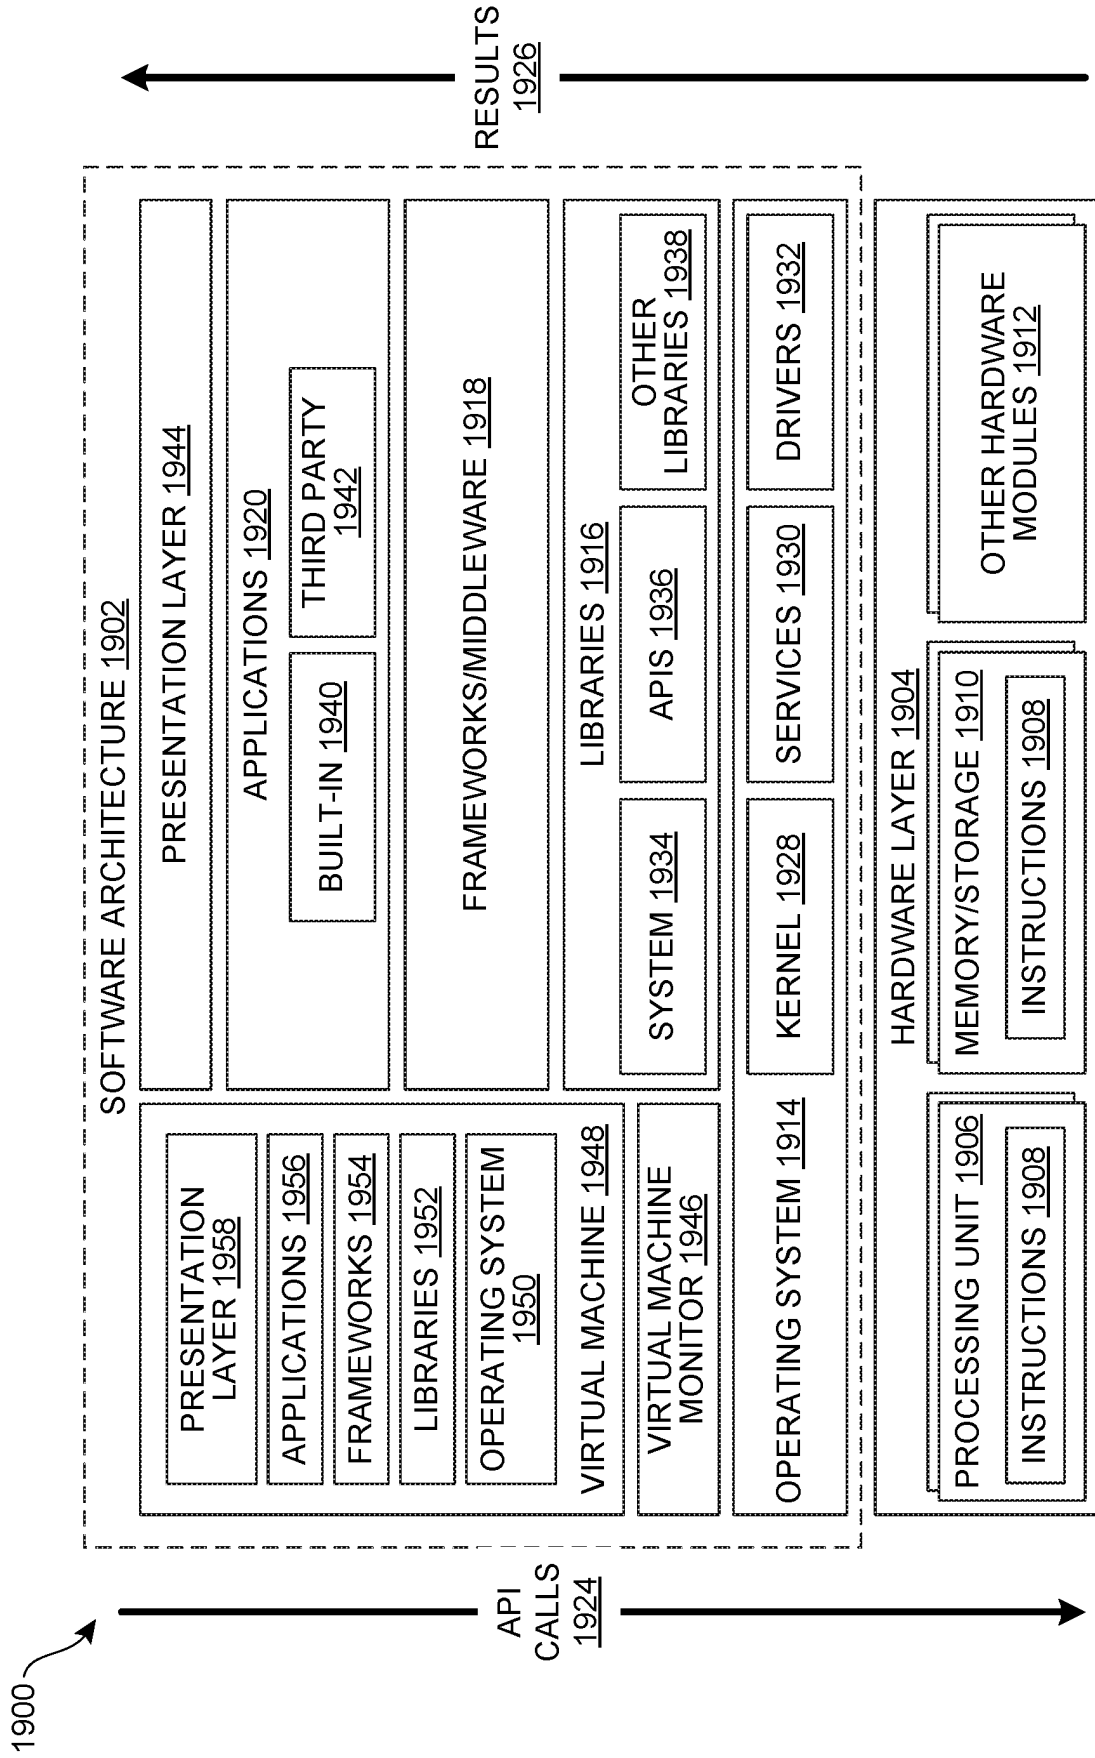 1900
SOFTWARE ARCHITECTURE 1902
PRESENTATION
LAYER 1958
APPLICATIONS 1956
FRAMEWORKS 1954
LIBRARIES 1952
OPERATING SYSTEM
1950
VIRTUAL MACHINE 1948
VIRTUAL MACHINE
MONITOR 1946
PRESENTATION LAYER 1944
APPLICATIONS 1920
BUILT-IN 1940
THIRD PARTY
1942
FRAMEWORKS/MIDDLEWARE 1918
LIBRARIES 1916
SYSTEM 1934
APIS 1936
OTHER
LIBRARIES 1938
OPERATING SYSTEM 1914
KERNEL 1928
SERVICES 1930
DRIVERS 1932
HARDWARE LAYER 1904
PROCESSING UNIT 1906
INSTRUCTIONS 1908
MEMORY/STORAGE 1910
INSTRUCTIONS 1908
OTHER HARDWARE
MODULES 1912
API
CALLS
1924
RESULTS
1926